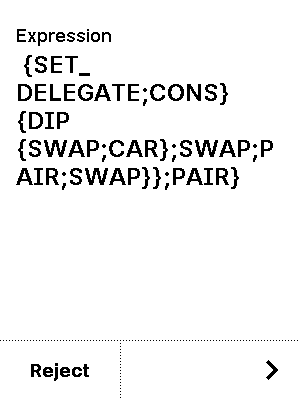 Expression
{SET_
DELEGATE;CONS}
{DIP
{SWAP;CAR};SWAP;P
AIR;SWAP}};PAIR}
Reject